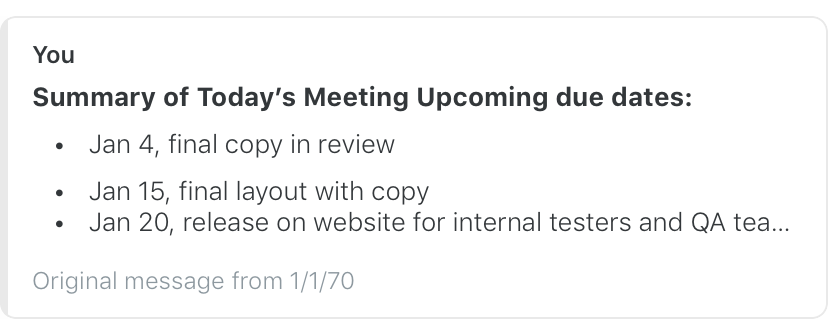 You
Summary of Today’s Meeting Upcoming due dates:
• Jan 4, final copy in review
• Jan 15, final layout with copy
• Jan 20, release on website for internal testers and QA tea...
Original message from 1/1/70